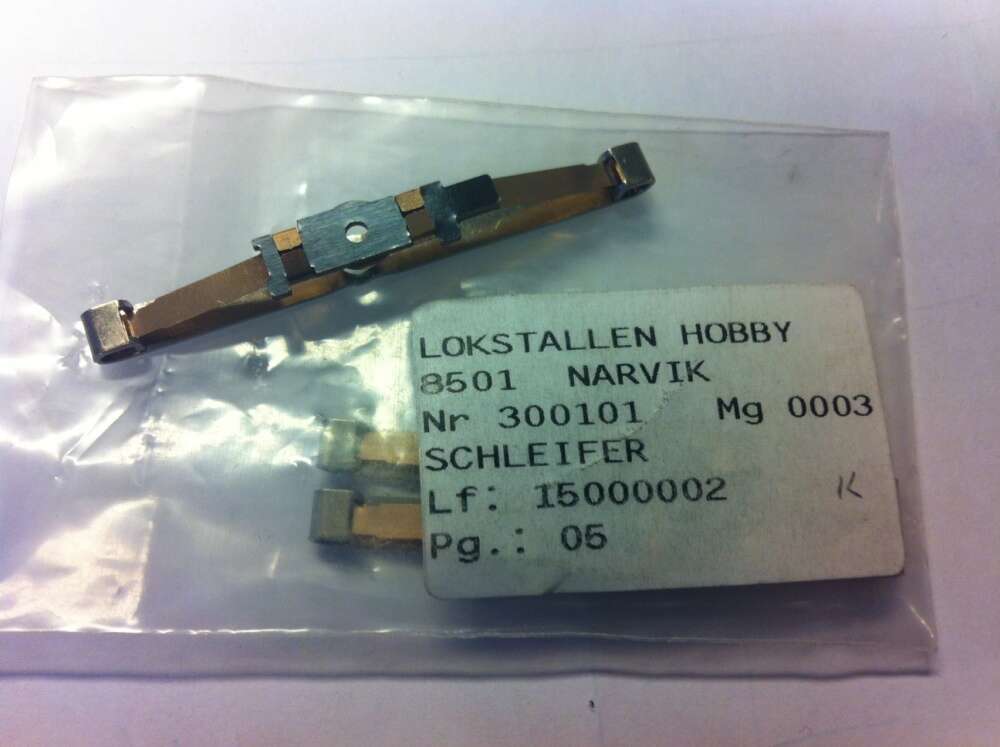 LOKSTALLEN HOBBY
8501 NARVIK
Nr 300101 Mg 0003
SCHLEIFER
Lf: 15000002 K
Pg.: 05